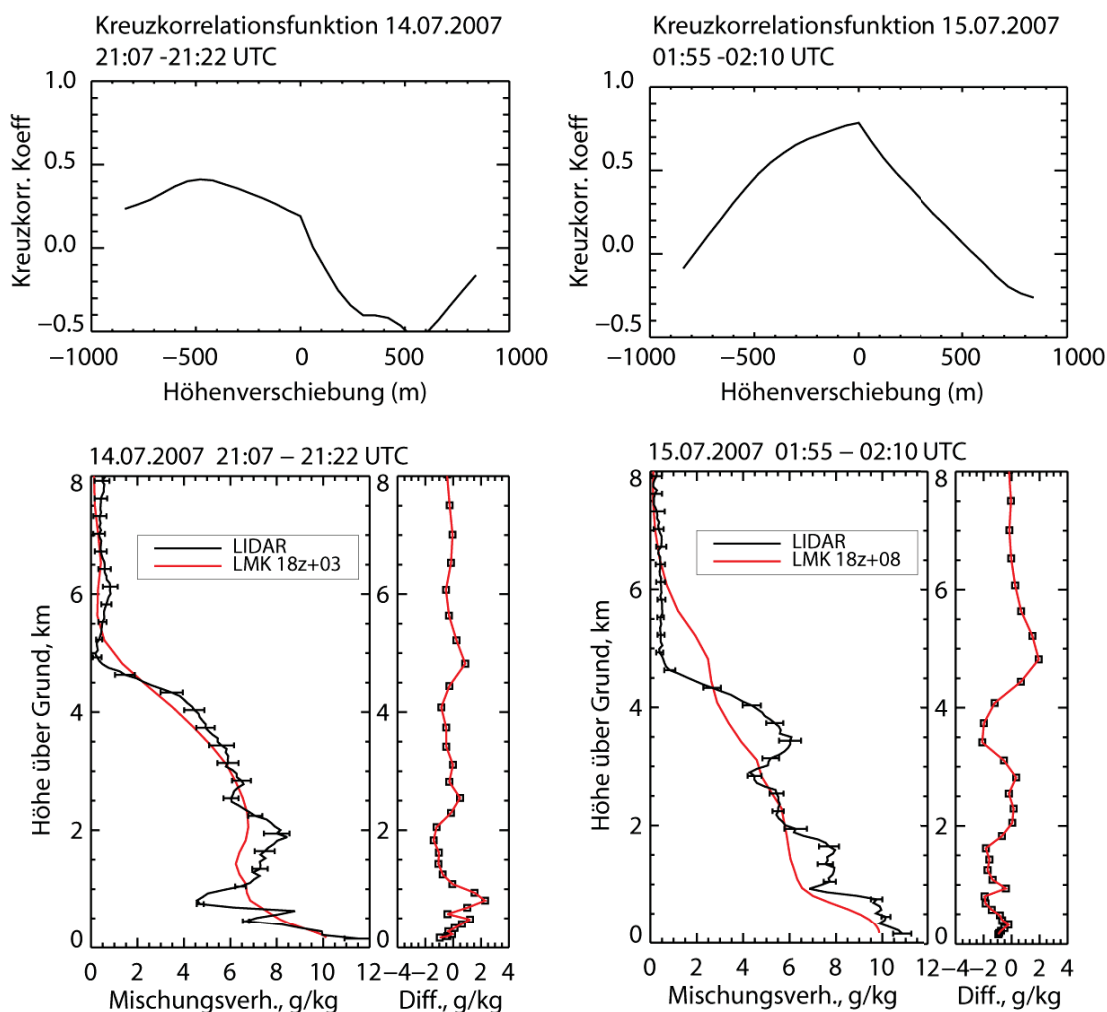 Kreuzkorrelationsfunktion 14.07.2007
21:07 -21:22 UTC
Kreuzkorr. Koeff
1.0
0.5
0.0
−0.5
−1000 −500 0 500 1000
Höhenverschiebung (m)
Kreuzkorrelationsfunktion 15.07.2007
01:55 -02:10 UTC
Kreuzkorr. Koeff
1.0
0.5
0.0
−0.5
−1000 −500 0 500 1000
Höhenverschiebung (m)
14.07.2007 21:07 – 21:22 UTC
Höhe über Grund, km
8
6
4
2
0
LIDAR
LMK 18z+03
0 2 4 6 8 10 12
Mischungsverh., g/kg
−4 −2 0 2 4
Diff., g/kg
15.07.2007 01:55 – 02:10 UTC
Höhe über Grund, km
8
6
4
2
0
LIDAR
LMK 18z+08
0 2 4 6 8 10 12
Mischungsverh., g/kg
−4 −2 0 2 4
Diff., g/kg